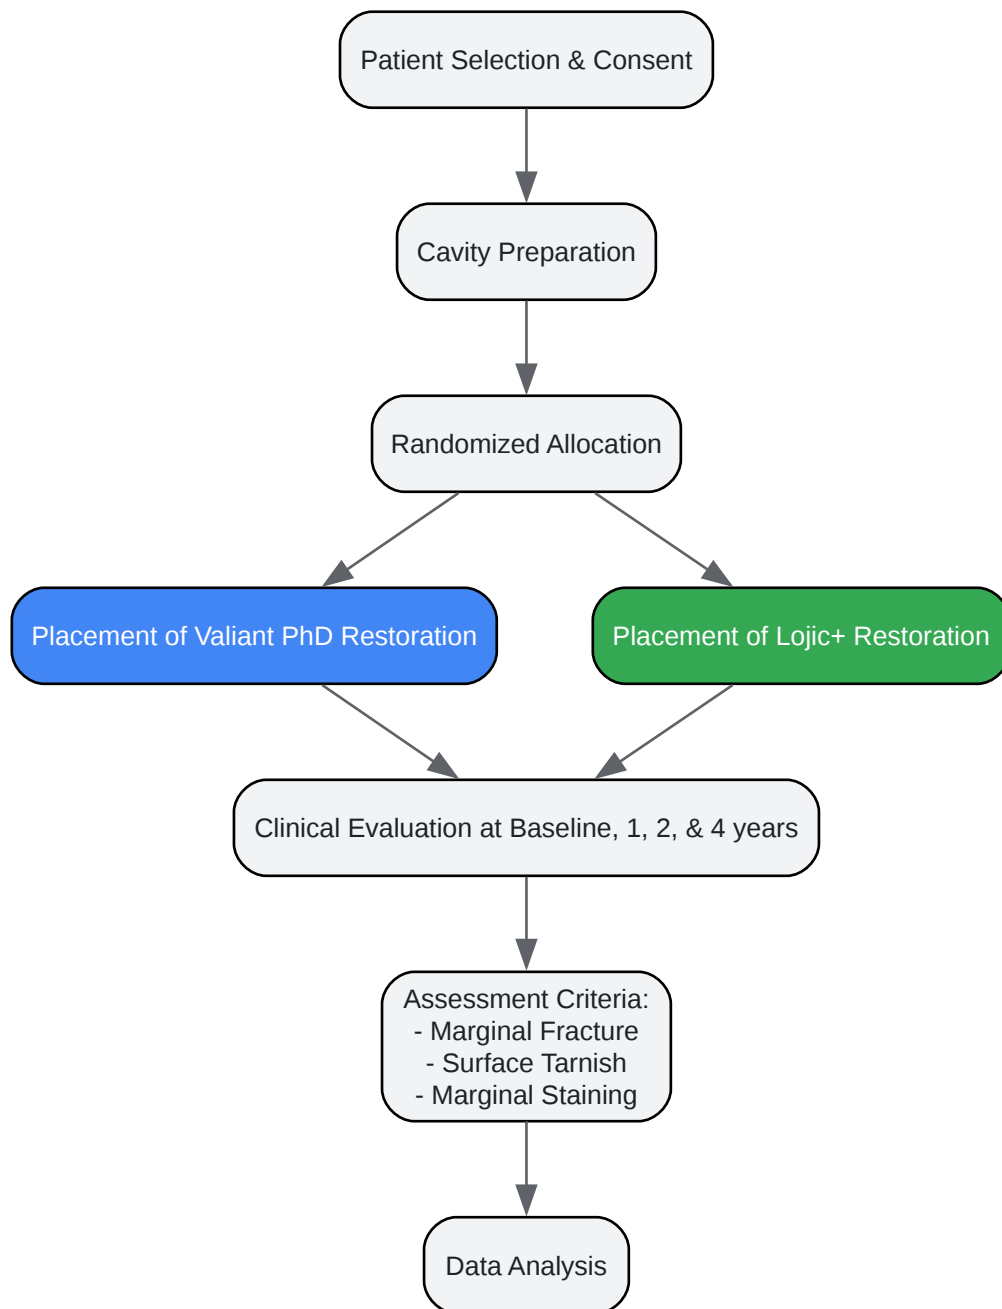 Patient Selection & Consent
Cavity Preparation
Randomized Allocation
Placement of Valiant PhD Restoration
Placement of Lojic+ Restoration
Clinical Evaluation at Baseline, 1, 2, & 4 years
Assessment Criteria:
- Marginal Fracture
- Surface Tarnish
- Marginal Staining
Data Analysis